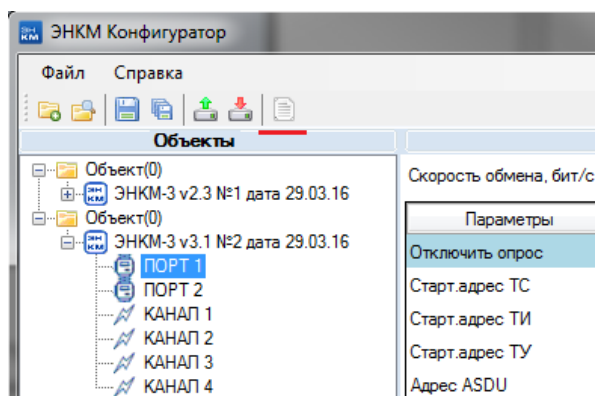 ЭНКМ Конфигуратор
Файл Справка
Объекты
Объект(0)
ЭНКМ-3 v2.3 №1 дата 29.03.16
Объект(0)
ЭНКМ-3 v3.1 №2 дата 29.03.16
ПОРТ 1
ПОРТ 2
КАНАЛ 1
КАНАЛ 2
КАНАЛ 3
КАНАЛ 4
Скорость обмена, бит/с
Параметры
Отключить опрос
Старт.адрес ТС
Старт.адрес ТИ
Старт.адрес ТУ
Адрес ASDU